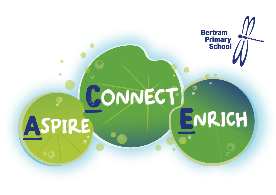 Bertram
Primary
School
CONNECT
ASPIRE
ENRICH